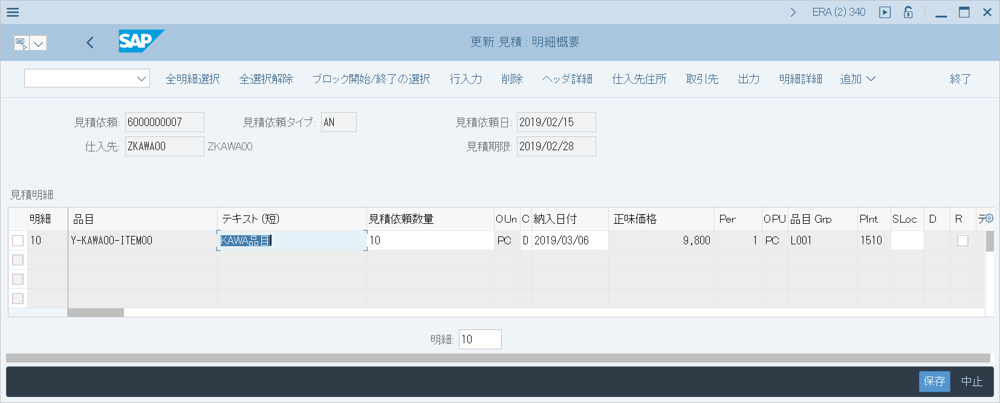 ERA (2) 340
SAP 更新 見積 : 明細概要
全明細選択 全選択解除 ブロック開始/終了の選択 行入力 削除 ヘッダ詳細 仕入先住所 取引先 出力 明細詳細 追加 終了
見積依頼: 6000000007 見積依頼タイプ: AN 見積依頼日: 2019/02/15
仕入先: ZKAWA00 ZKAWA00 見積期限: 2019/02/28
見積明細
明細 品目 テキスト (短) 見積依頼数量 OUn C 納入日付 正味価格 Per OPU 品目 Grp Plnt SLoc D R テ
10 Y-KAWA00-ITEM00 KAWA品目 10 PC D 2019/03/06 9,800 1 PC L001 1510
明細: 10
保存 中止